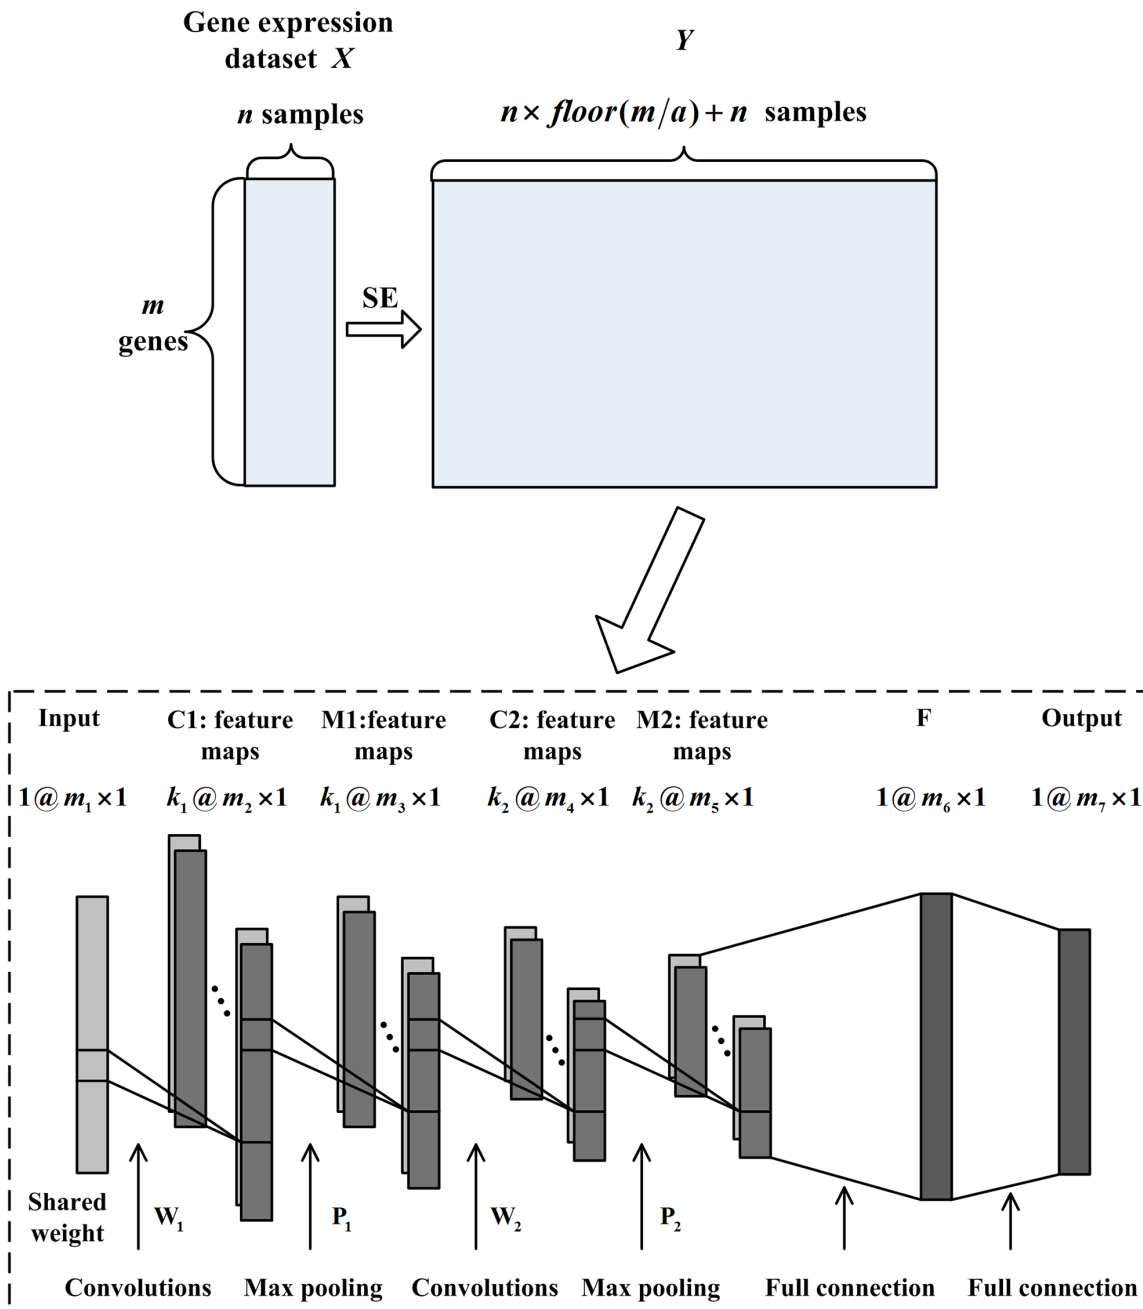 Gene expression
dataset X
n samples
Y
n × floor(m/a) + n samples
m
genes
SE
Input
C1: feature
maps
M1:feature
maps
C2: feature
maps
M2: feature
maps
F
Output
1@m₁×1
k₁@m₂×1
k₁@m₃×1
k₂@m₄×1
k₂@m₅×1
1@m₆×1
1@m₇×1
Shared
weight
W₁
P₁
W₂
P₂
Convolutions
Max pooling
Convolutions
Max pooling
Full connection
Full connection